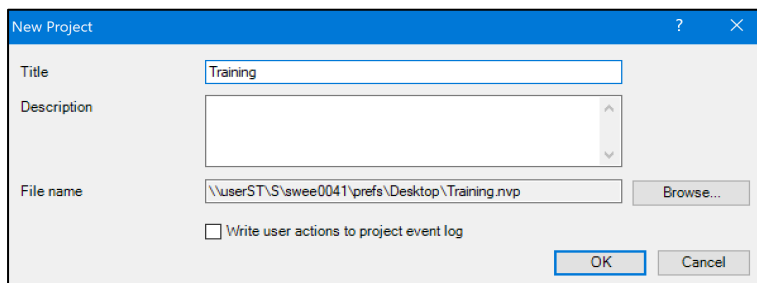 New Project ?
Title Training
Description
File name \\userST\S\swee0041\prefs\Desktop\Training.nvp Browse...
Write user actions to project event log
OK Cancel